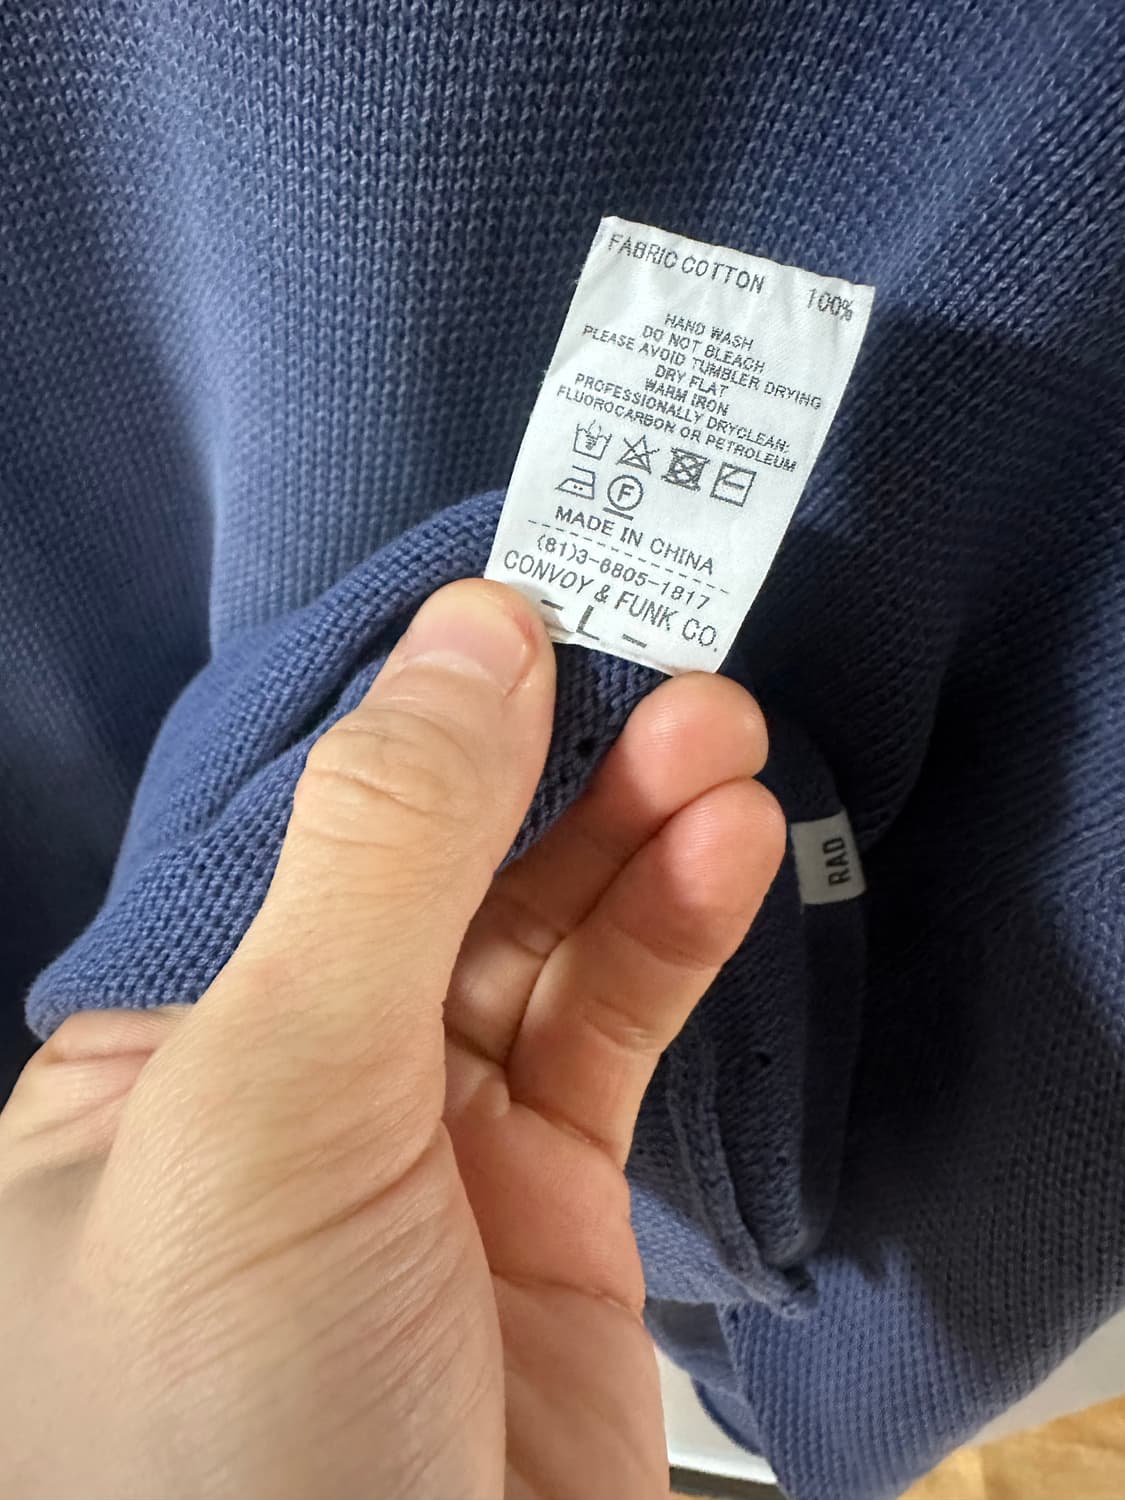 FABRIC COTTON 100%
HAND WASH
DO NOT BLEACH
PLEASE AVOID TUMBLER DRYING
DRY FLAT
WARM IRON
PROFESSIONALLY DRYCLEAN:
FLUOROCARBON OR PETROLEUM
F
MADE IN CHINA
(81)3-6805-1817
CONVOY & FUNK CO.
– L –
RAD